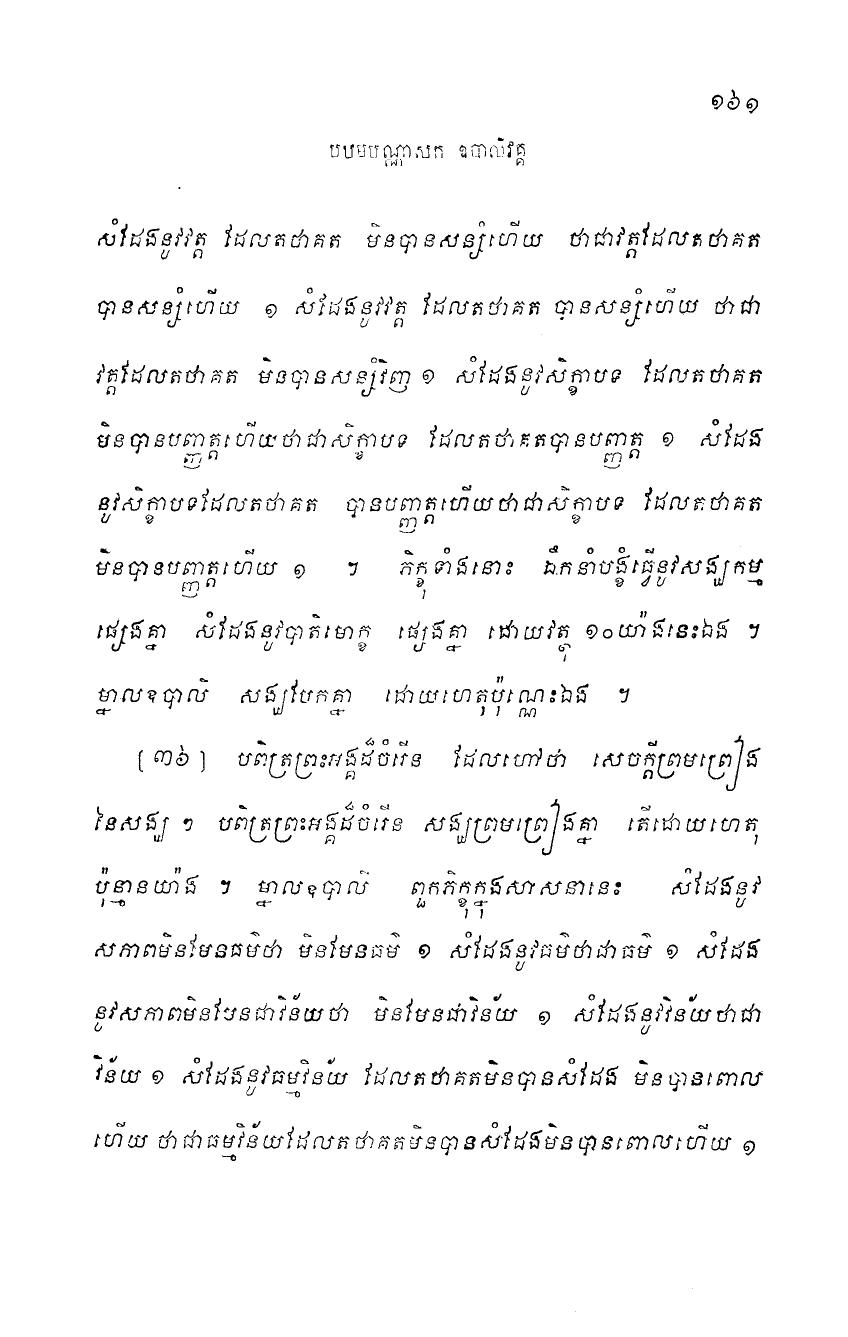 ១៦១
បឋមបណ្ណាសក ឧបាលិវគ្គ
សំដែងនូវវត្ត ដែលតថាគត មិនបានសន្សំហើយ ថាជាវត្តដែលតថាគត
បានសន្សំហើយ ១ សំដែងនូវវត្ត ដែលតថាគត បានសន្សំហើយ ថាជា
វត្តដែលតថាគត មិនបានសន្សំវិញ ១ សំដែងនូវសិក្ខាបទ ដែលតថាគត
មិនបានបញ្ញត្តហើយថាជាសិក្ខាបទ ដែលតថាគតបានបញ្ញត្ត ១ សំដែង
នូវសិក្ខាបទដែលតថាគត បានបញ្ញត្តហើយថាជាសិក្ខាបទ ដែលតថាគត
មិនបានបញ្ញត្តហើយ ១ ។ ភិក្ខុទាំងនោះ ដឹកនាំបង្ខំធ្វើនូវសង្ឃកម្ម
ផ្សេងគ្នា សំដែងនូវបាតិមោក្ខ ផ្សេងគ្នា ដោយវត្ថុ ១០យ៉ាងនេះឯង ។
ម្នាលឧបាលិ សង្ឃបែកគ្នា ដោយហេតុប៉ុណ្ណេះឯង ។
[៣៦] បពិត្រព្រះអង្គដ៏ចំរើន ដែលហៅថា សេចក្តីព្រមព្រៀង
នៃសង្ឃ ៗ បពិត្រព្រះអង្គដ៏ចំរើន សង្ឃព្រមព្រៀងគ្នា តើដោយហេតុ
ប៉ុន្មានយ៉ាង ។ ម្នាលឧបាលិ ពួកភិក្ខុក្នុងសាសនានេះ សំដែងនូវ
សភាពមិនមែនធម៌ថា មិនមែនធម៌ ១ សំដែងនូវធម៌ថាជាធម៌ ១ សំដែង
នូវសភាពមិនមែនជាវិន័យថា មិនមែនជាវិន័យ ១ សំដែងនូវវិន័យថាជា
វិន័យ ១ សំដែងនូវធម្មវិន័យ ដែលតថាគតមិនបានសំដែង មិនបានពោល
ហើយ ថាជាធម្មវិន័យដែលតថាគតមិនបានសំដែងមិនបានពោលហើយ ១